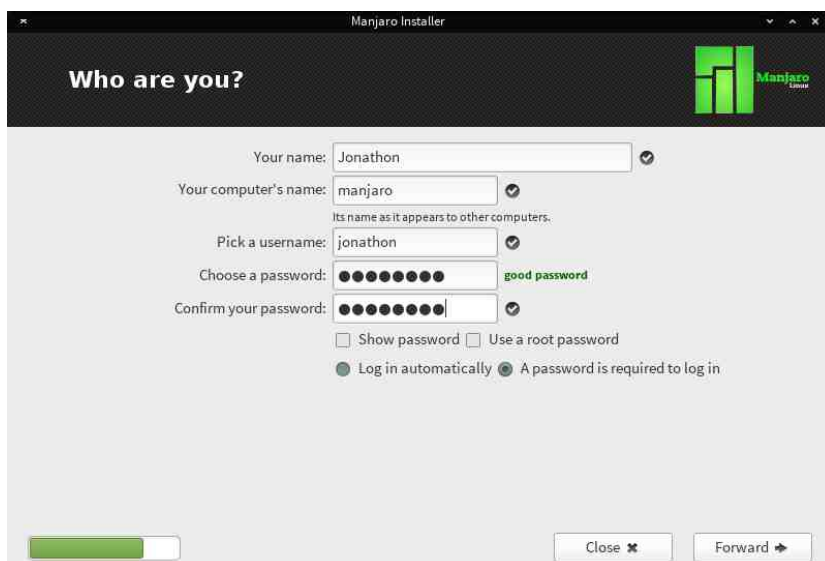 Manjaro Installer
Who are you?
Manjaro
Linux
Your name: Jonathon
Your computer's name: manjaro
Its name as it appears to other computers.
Pick a username: jonathon
Choose a password: ●●●●●●●● good password
Confirm your password: ●●●●●●●●
Show password Use a root password
Log in automatically A password is required to log in
Close Forward